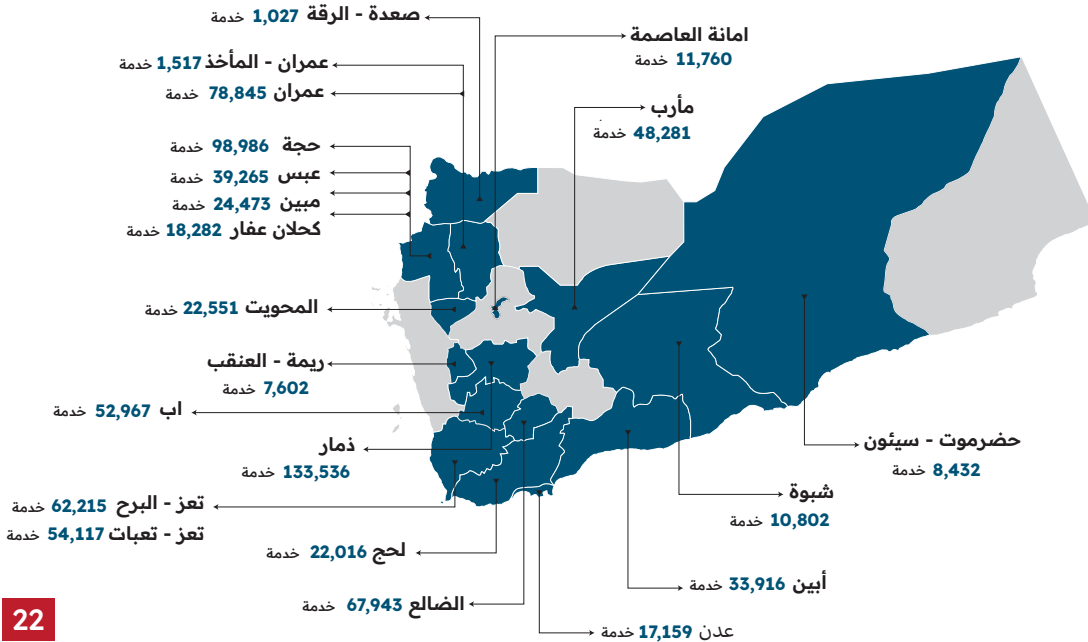 صعدة - الرقة 1,027 خدمة
امانة العاصمة
11,760 خدمة
عمران - المأخذ 1,517 خدمة
عمران 78,845 خدمة
مأرب
48,281 خدمة
حجة 98,986 خدمة
عبس 39,265 خدمة
مبين 24,473 خدمة
كحلان عفار 18,282 خدمة
المحويت 22,551 خدمة
ريمة - العنقب
7,602 خدمة
اب 52,967 خدمة
ذمار
133,536 خدمة
حضرموت - سيئون
8,432 خدمة
شبوة
10,802 خدمة
تعز - البرح 62,215 خدمة
تعز - تعبات 54,117 خدمة
لحج 22,016 خدمة
أبين 33,916 خدمة
الضالع 67,943 خدمة
عدن 17,159 خدمة
22